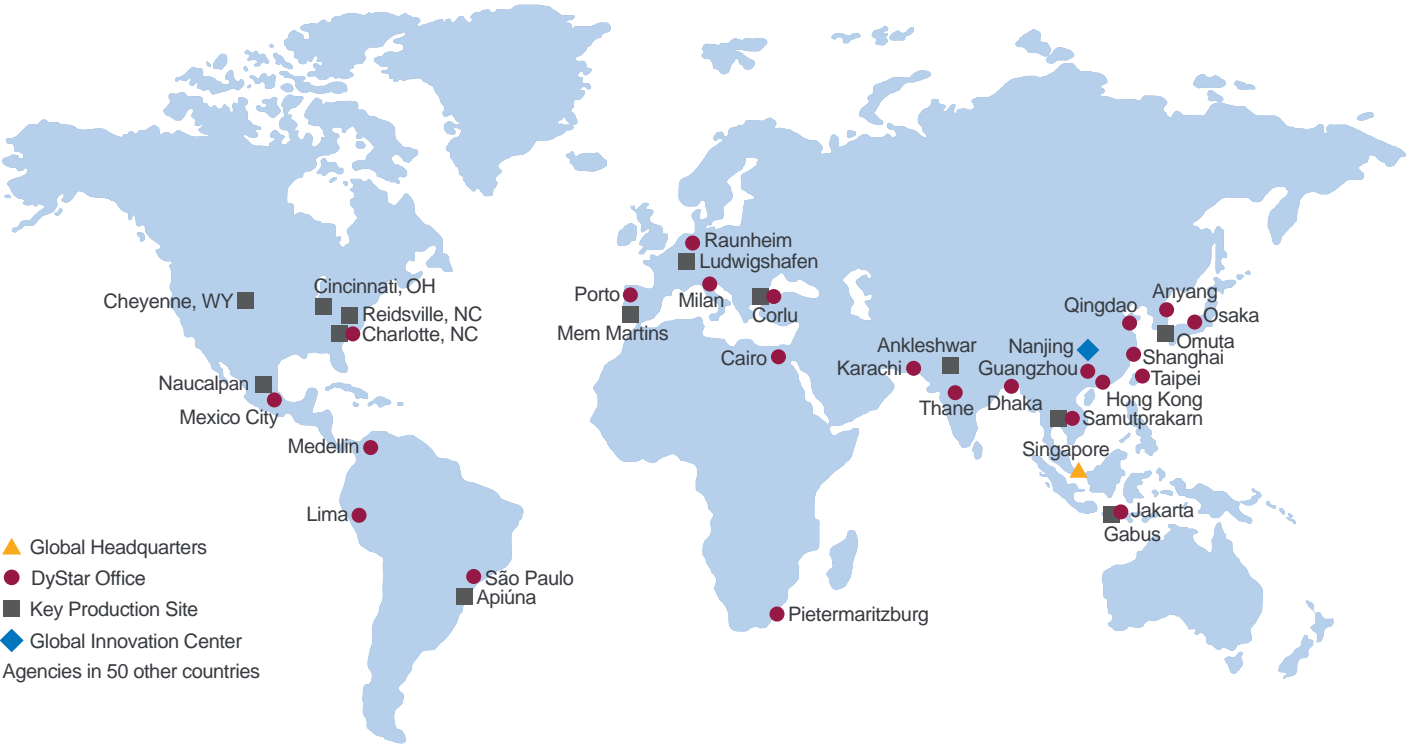 Raunheim
Ludwigshafen
Cincinnati, OH
Cheyenne, WY
Porto
Milan
Corlu
Anyang
Qingdao
Reidsville, NC
Osaka
Charlotte, NC
Mem Martins
Omuta
Ankleshwar
Nanjing
Cairo
Karachi
Guangzhou
Shanghai
Taipei
Naucalpan
Hong Kong
Mexico City
Thane
Dhaka
Samutprakarn
Medellin
Singapore
Lima
Jakarta
Gabus
Global Headquarters
DyStar Office
São Paulo
Apiúna
Key Production Site
Pietermaritzburg
Global Innovation Center
Agencies in 50 other countries